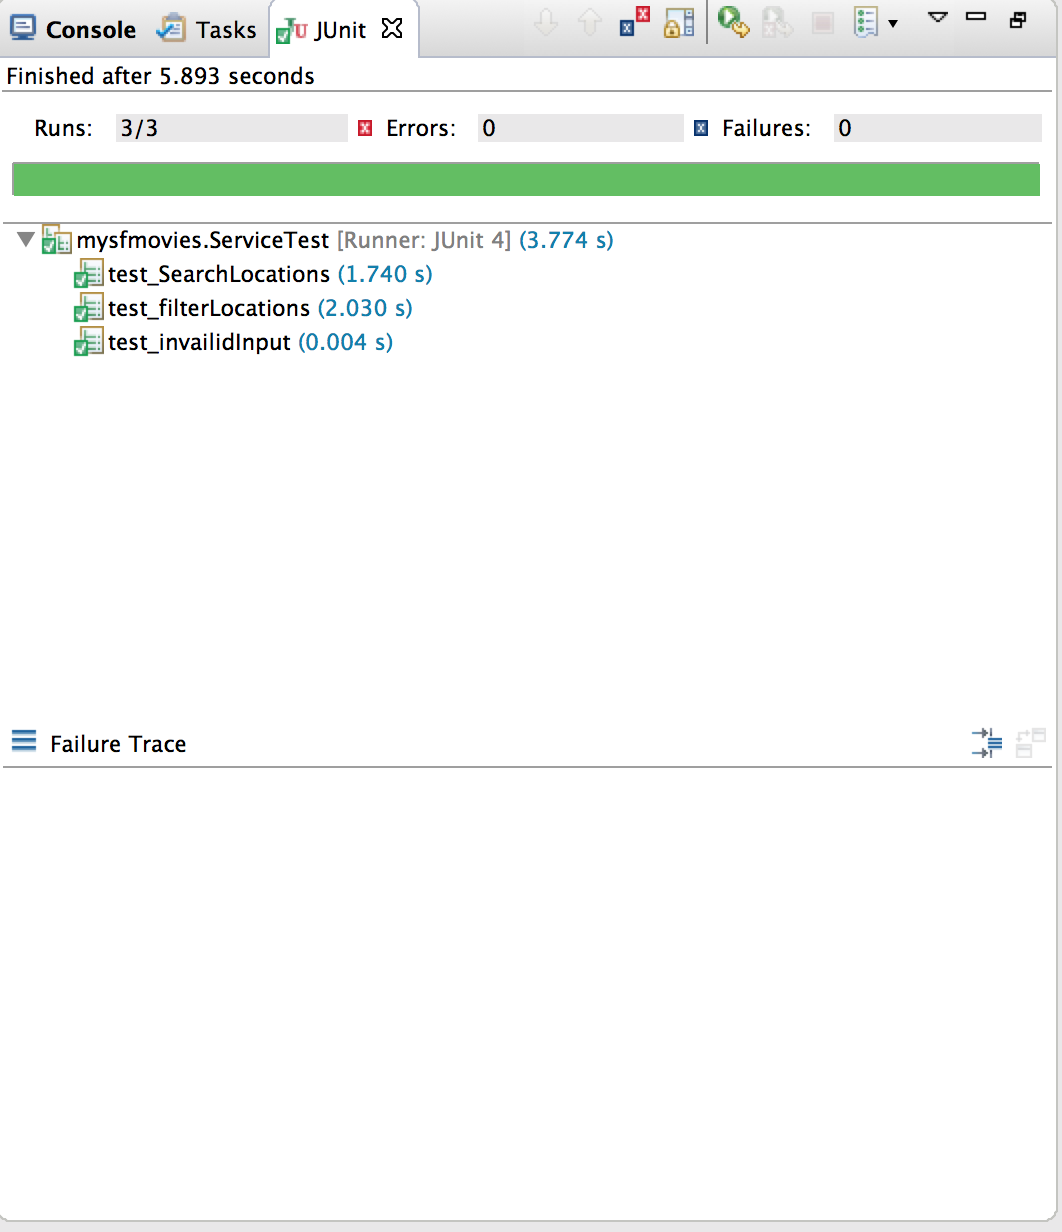 Console Tasks JUnit
Finished after 5.893 seconds
Runs: 3/3 Errors: 0 Failures: 0
mysfmovies.ServiceTest [Runner: JUnit 4] (3.774 s)
test_SearchLocations (1.740 s)
test_filterLocations (2.030 s)
test_invailidInput (0.004 s)
Failure Trace